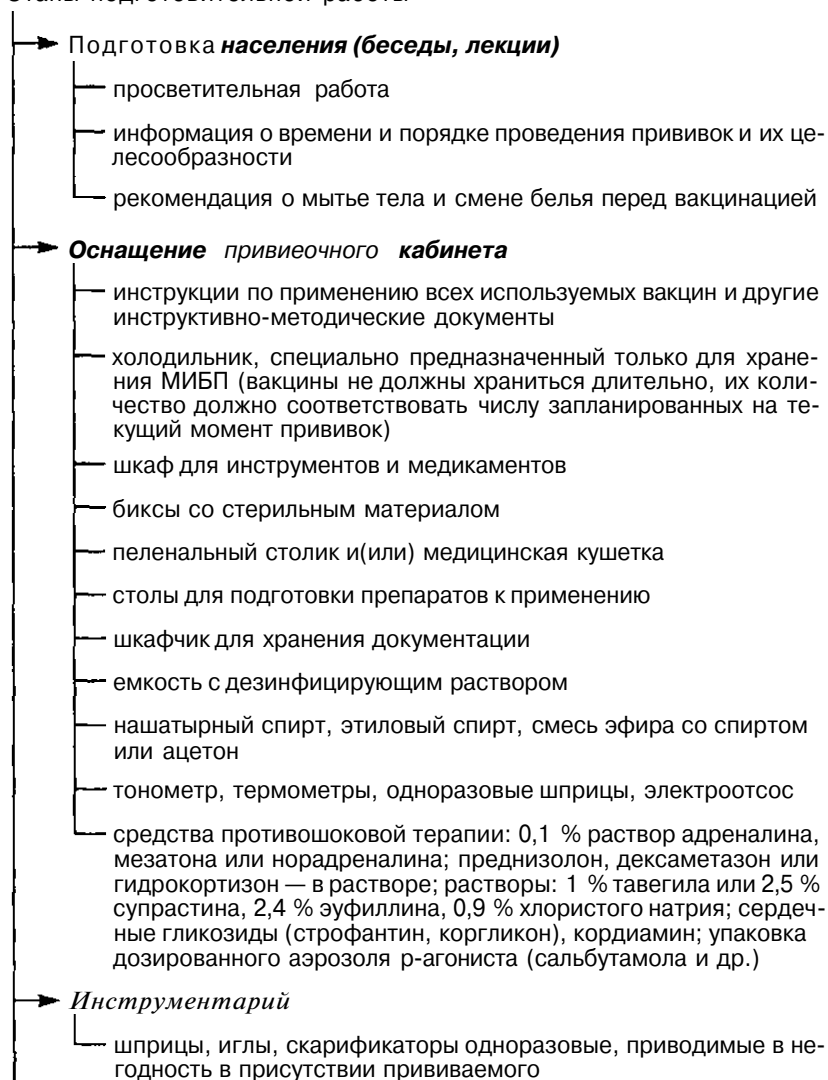 Подготовка населения (беседы, лекции)
просветительная работа
информация о времени и порядке проведения прививок и их це-
лесообразности
рекомендация о мытье тела и смене белья перед вакцинацией
Оснащение привиеочного кабинета
инструкции по применению всех используемых вакцин и другие
инструктивно-методические документы
холодильник, специально предназначенный только для хране-
ния МИБП (вакцины не должны храниться длительно, их коли-
чество должно соответствовать числу запланированных на те-
кущий момент прививок)
шкаф для инструментов и медикаментов
биксы со стерильным материалом
пеленальный столик и(или) медицинская кушетка
столы для подготовки препаратов к применению
шкафчик для хранения документации
емкость с дезинфицирующим раствором
нашатырный спирт, этиловый спирт, смесь эфира со спиртом
или ацетон
тонометр, термометры, одноразовые шприцы, электроотсос
средства противошоковой терапии: 0,1 % раствор адреналина,
мезатона или норадреналина; преднизолон, дексаметазон или
гидрокортизон — в растворе; растворы: 1 % тавегила или 2,5 %
супрастина, 2,4 % эуфиллина, 0,9 % хлористого натрия; сердеч-
ные гликозиды (строфантин, коргликон), кордиамин; упаковка
дозированного аэрозоля р-агониста (сальбутамола и др.)
Инструментарий
шприцы, иглы, скарификаторы одноразовые, приводимые в не-
годность в присутствии прививаемого